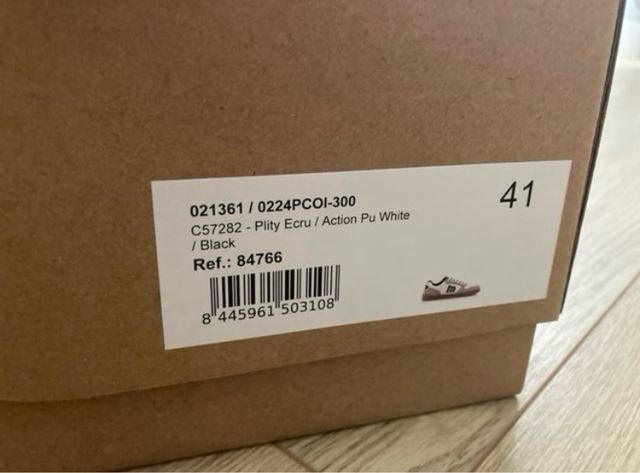 021361 / 0224PCOI-300
41
C57282 - Plity Ecru / Action Pu White
/ Black
Ref.: 84766
8 445961 503108